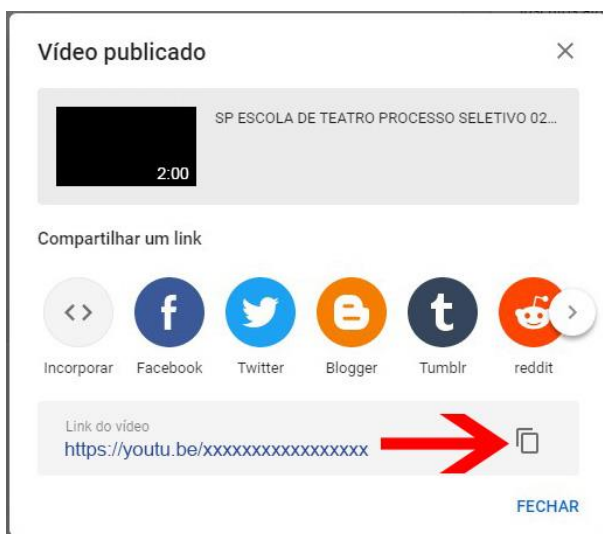 Vídeo publicado
SP ESCOLA DE TEATRO PROCESSO SELETIVO 02...
2:00
Compartilhar um link
Incorporar Facebook Twitter Blogger Tumblr reddit
Link do vídeo
https://youtu.be/xxxxxxxxxxxxxxxxx
FECHAR